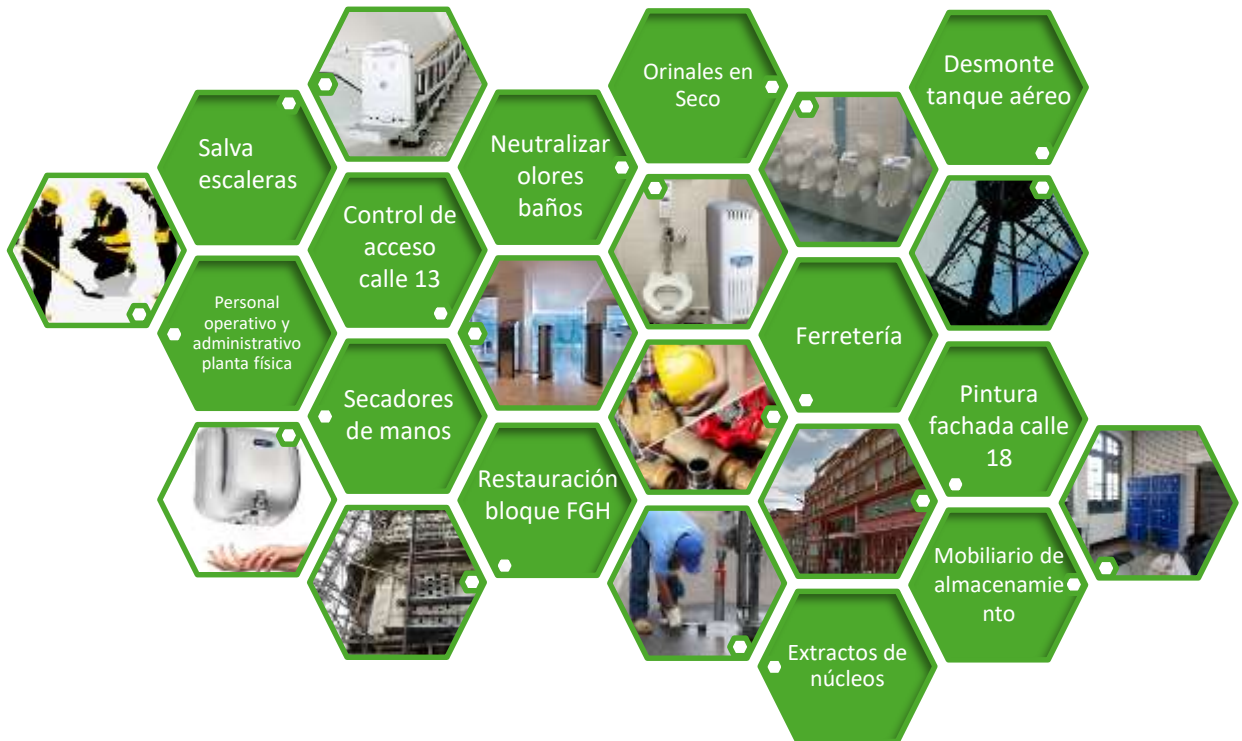 Salva
escaleras
Personal
operativo y
administrativo
planta física
Control de
acceso
calle 13
Secadores
de manos
Neutralizar
olores
baños
Restauración
bloque FGH
Orinales en
Seco
Ferretería
Extractos de
núcleos
Desmonte
tanque aéreo
Pintura
fachada calle
18
Mobiliario de
almacenamie
nto